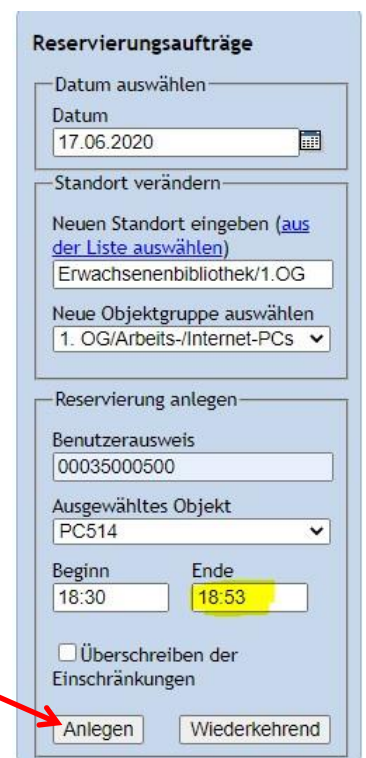 Reservierungsaufträge
Datum auswählen
Datum
17.06.2020
Standort verändern
Neuen Standort eingeben (aus
der Liste auswählen)
Erwachsenenbibliothek/1.OG
Neue Objektgruppe auswählen
1. OG/Arbeits-/Internet-PCs
Reservierung anlegen
Benutzerausweis
00035000500
Ausgewähltes Objekt
PC514
Beginn Ende
18:30 18:53
Überschreiben der
Einschränkungen
Anlegen Wiederkehrend